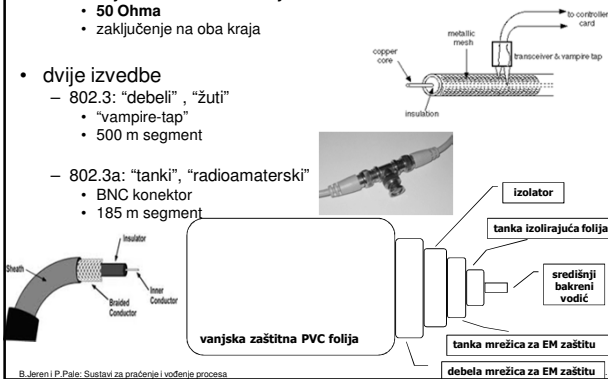 • 50 Ohma
• zaključenje na oba kraja
• dvije izvedbe
– 802.3: “debeli” , “žuti”
• “vampire-tap”
• 500 m segment
– 802.3a: “tanki”, “radioamaterski”
• BNC konektor
• 185 m segment
to controller
card
metallic
mesh
copper
core
transceiver & vampire tap
insulation
izolator
tanka izolirajuća folija
središnji
bakreni
vodič
Insulator
Sheath
Inner
Conductor
Braided
Conductor
vanjska zaštitna PVC folija
tanka mrežica za EM zaštitu
debela mrežica za EM zaštitu
B.Jeren i P.Pale: Sustavi za praćenje i vođenje procesa